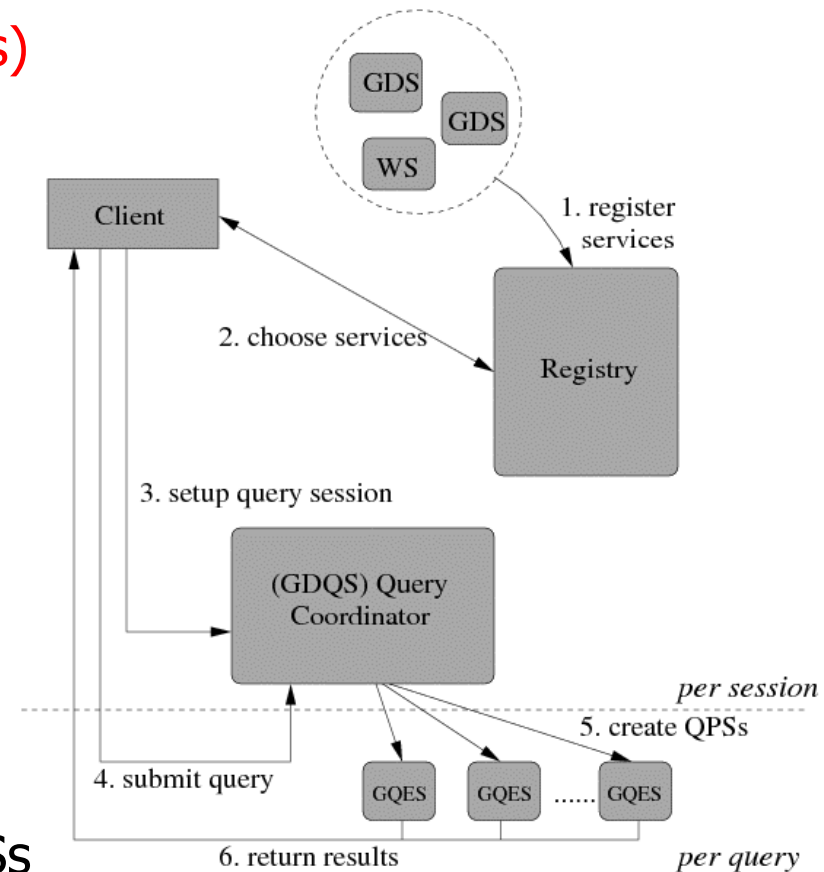 s)
GDS
GDS
WS
Client
1. register
services
2. choose services
Registry
3. setup query session
(GDQS) Query
Coordinator
per session
5. create QPSs
4. submit query
GQES
GQES
......
GQES
Ss
6. return results
per query